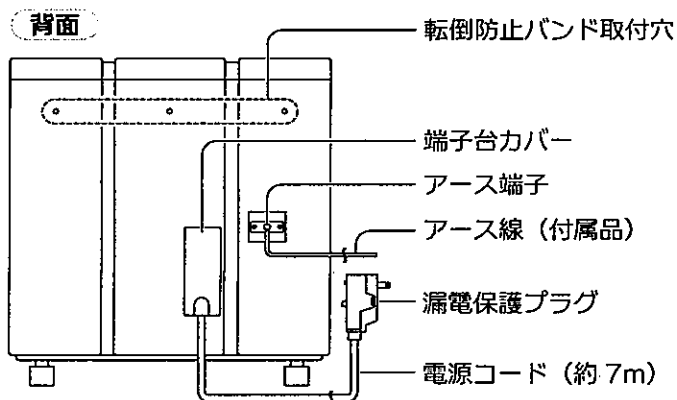 背面
転倒防止バンド取付穴
端子台カバー
アース端子
アース線（付属品）
漏電保護プラグ
電源コード（約7m）